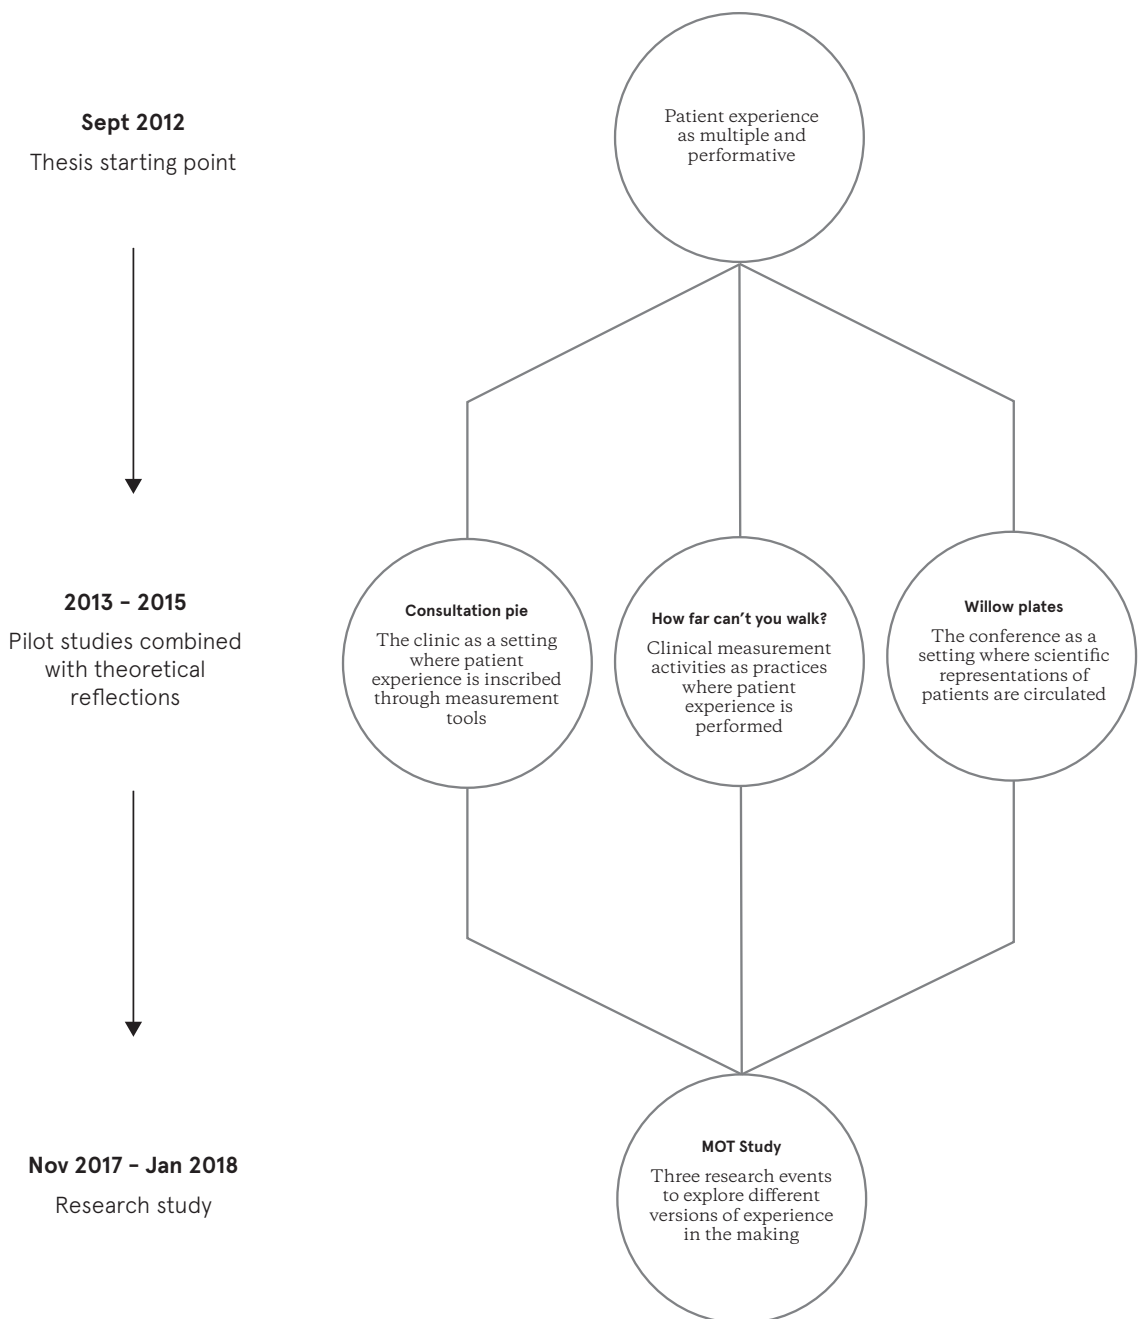 Sept 2012
Thesis starting point
Patient experience
as multiple and
performative
2013 – 2015
Pilot studies combined
with theoretical
reflections
Consultation pie
The clinic as a setting
where patient
experience is inscribed
through measurement
tools
How far can’t you walk?
Clinical measurement
activities as practices
where patient
experience is
performed
Willow plates
The conference as a
setting where scientific
representations of
patients are circulated
Nov 2017 – Jan 2018
Research study
MOT Study
Three research events
to explore different
versions of experience
in the making